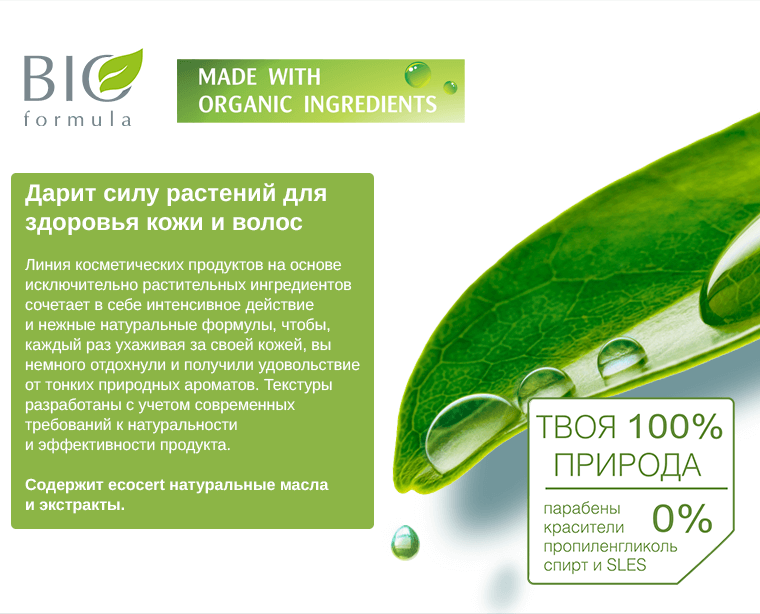 BIO
formula
MADE WITH
ORGANIC INGREDIENTS
Дарит силу растений для
здоровья кожи и волос
Линия косметических продуктов на основе
исключительно растительных ингредиентов
сочетает в себе интенсивное действие
и нежные натуральные формулы, чтобы,
каждый раз ухаживая за своей кожей, вы
немного отдохнули и получили удовольствие
от тонких природных ароматов. Текстуры
разработаны с учетом современных
требований к натуральности
и эффективности продукта.
Содержит ecocert натуральные масла
и экстракты.
ТВОЯ 100%
ПРИРОДА
парабены
красители 0%
пропиленгликоль
спирт и SLES